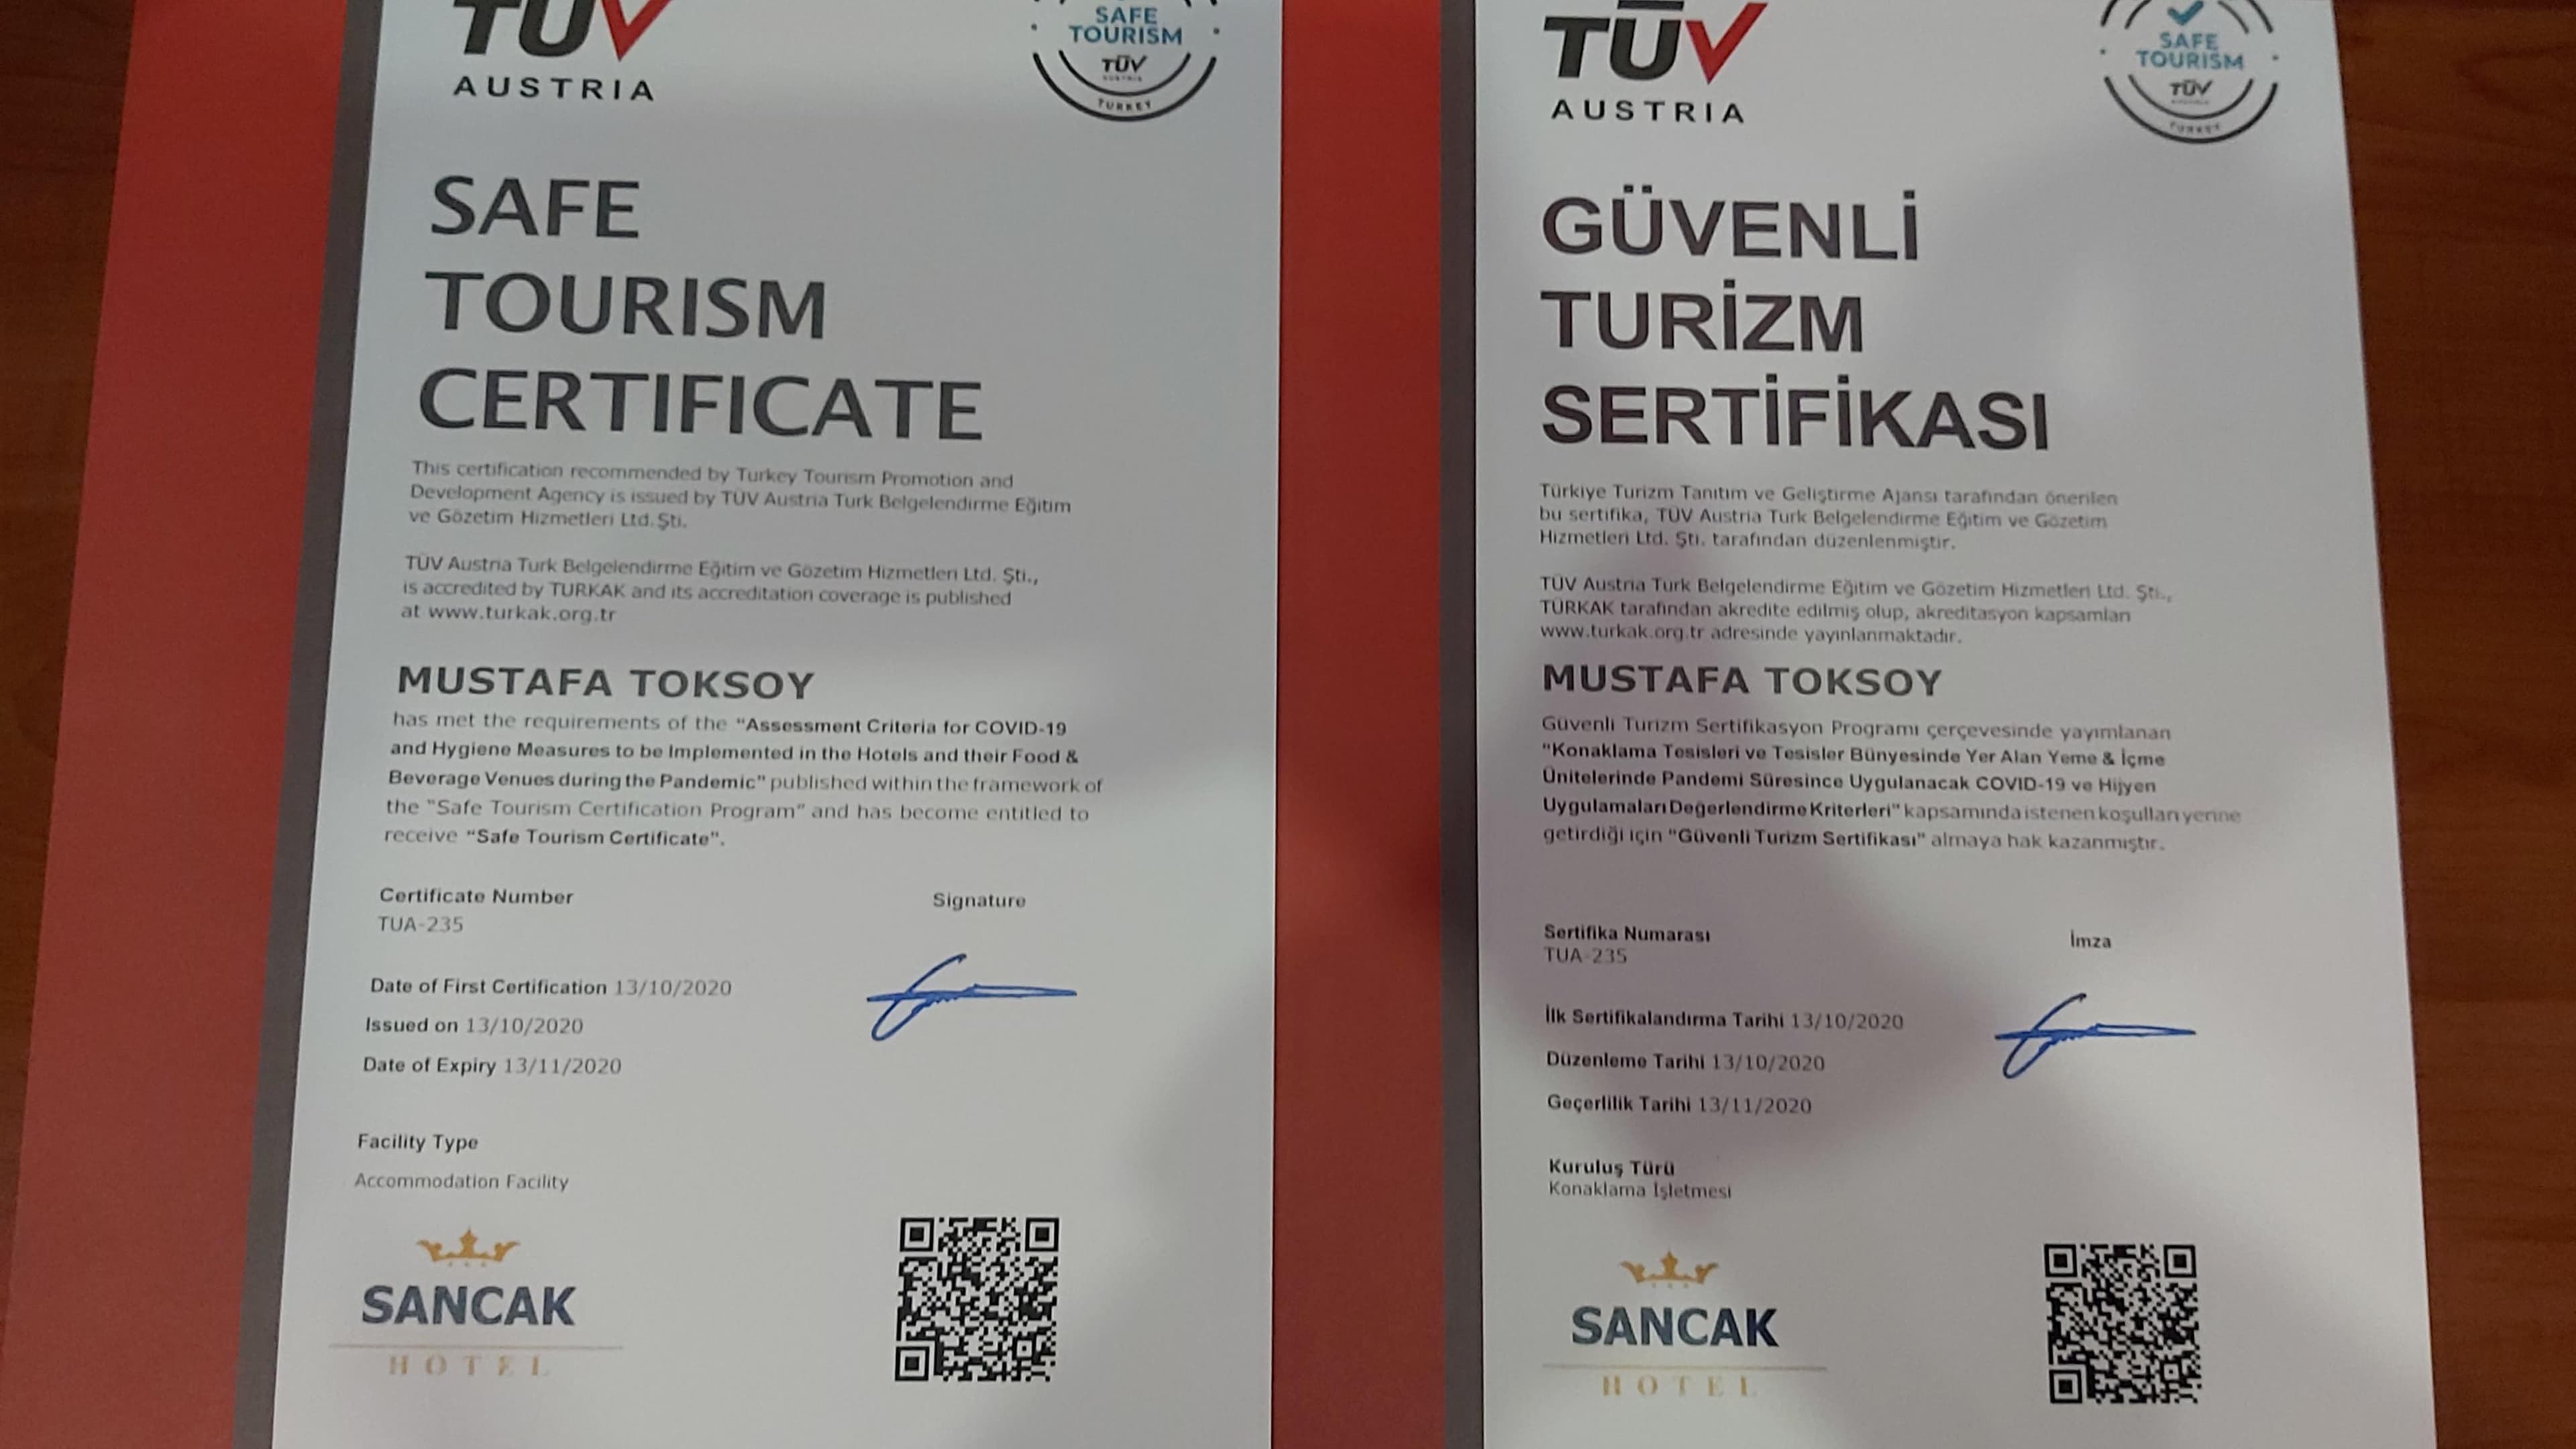 TÜV
AUSTRIA
SAFE
TOURISM
TÜV
TURKEY
SAFE
TOURISM
CERTIFICATE
This certification recommended by Turkey Tourism Promotion and
Development Agency is issued by TÜV Austria Turk Belgelendirme Eğitim
ve Gözetim Hizmetleri Ltd. Şti.
TÜV Austria Turk Belgelendirme Eğitim ve Gözetim Hizmetleri Ltd. Şti.,
is accredited by TURKAK and its accreditation coverage is published
at www.turkak.org.tr
MUSTAFA TOKSOY
has met the requirements of the "Assessment Criteria for COVID-19
and Hygiene Measures to be Implemented in the Hotels and their Food &
Beverage Venues during the Pandemic" published within the framework of
the "Safe Tourism Certification Program" and has become entitled to
receive "Safe Tourism Certificate".
Certificate Number
TUA-235
Signature
Date of First Certification 13/10/2020
Issued on 13/10/2020
Date of Expiry 13/11/2020
Facility Type
Accommodation Facility
SANCAK
HOTEL
TÜV
AUSTRIA
SAFE
TOURISM
TÜV
TURKEY
GÜVENLİ
TURİZM
SERTİFİKASI
Türkiye Turizm Tanıtım ve Geliştirme Ajansı tarafından önerilen
bu sertifika, TÜV Austria Turk Belgelendirme Eğitim ve Gözetim
Hizmetleri Ltd. Şti. tarafından düzenlenmiştir.
TÜV Austria Turk Belgelendirme Eğitim ve Gözetim Hizmetleri Ltd. Şti.,
TÜRKAK tarafından akredite edilmiş olup, akreditasyon kapsamları
www.turkak.org.tr adresinde yayınlanmaktadır.
MUSTAFA TOKSOY
Güvenli Turizm Sertifikasyon Programı çerçevesinde yayımlanan
"Konaklama Tesisleri ve Tesisler Bünyesinde Yer Alan Yeme & İçme
Ünitelerinde Pandemi Süresince Uygulanacak COVID-19 ve Hijyen
Uygulamaları Değerlendirme Kriterleri" kapsamında istenen koşulları yerine
getirdiği için "Güvenli Turizm Sertifikası" almaya hak kazanmıştır.
Sertifika Numarası
TUA-235
İmza
İlk Sertifikalandırma Tarihi 13/10/2020
Düzenleme Tarihi 13/10/2020
Geçerlilik Tarihi 13/11/2020
Kuruluş Türü
Konaklama İşletmesi
SANCAK
HOTEL